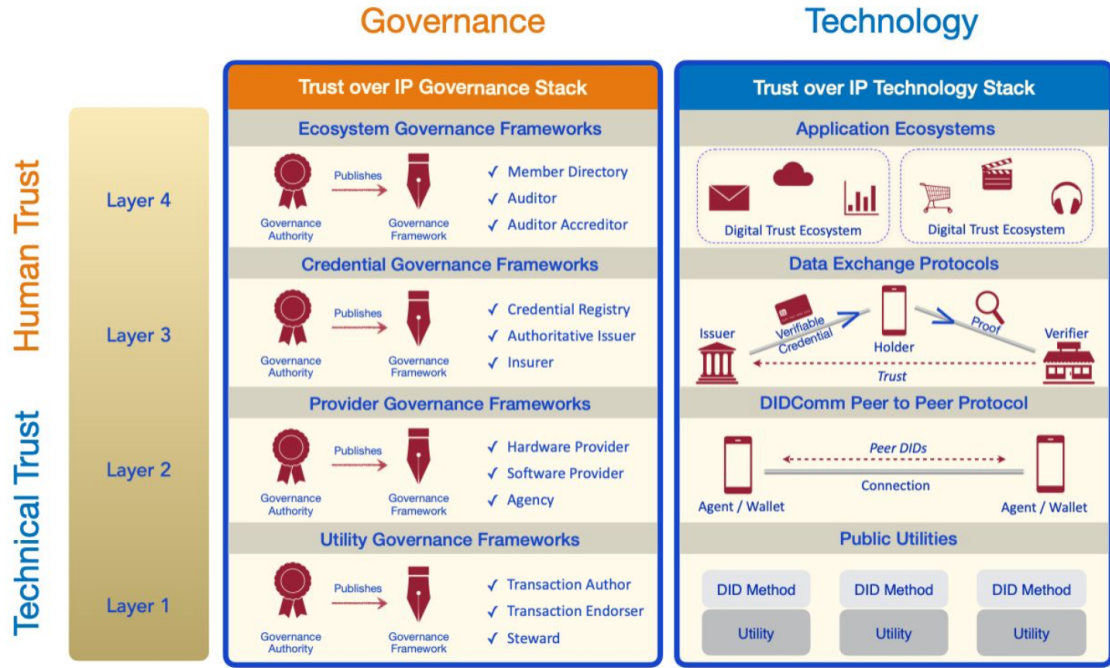 Governance
Technology
Human Trust
Technical Trust
Layer 4
Layer 3
Layer 2
Layer 1
Trust over IP Governance Stack
Ecosystem Governance Frameworks
Publishes
Governance
Authority
Governance
Framework
✓ Member Directory
✓ Auditor
✓ Auditor Accreditor
Credential Governance Frameworks
Publishes
Governance
Authority
Governance
Framework
✓ Credential Registry
✓ Authoritative Issuer
✓ Insurer
Provider Governance Frameworks
Publishes
Governance
Authority
Governance
Framework
✓ Hardware Provider
✓ Software Provider
✓ Agency
Utility Governance Frameworks
Publishes
Governance
Authority
Governance
Framework
✓ Transaction Author
✓ Transaction Endorser
✓ Steward
Trust over IP Technology Stack
Application Ecosystems
Digital Trust Ecosystem
Digital Trust Ecosystem
Data Exchange Protocols
Issuer
Verifiable
Credential
Holder
Proof
Verifier
Trust
DIDComm Peer to Peer Protocol
Peer DIDs
Connection
Agent / Wallet
Agent / Wallet
Public Utilities
DID Method
DID Method
DID Method
Utility
Utility
Utility